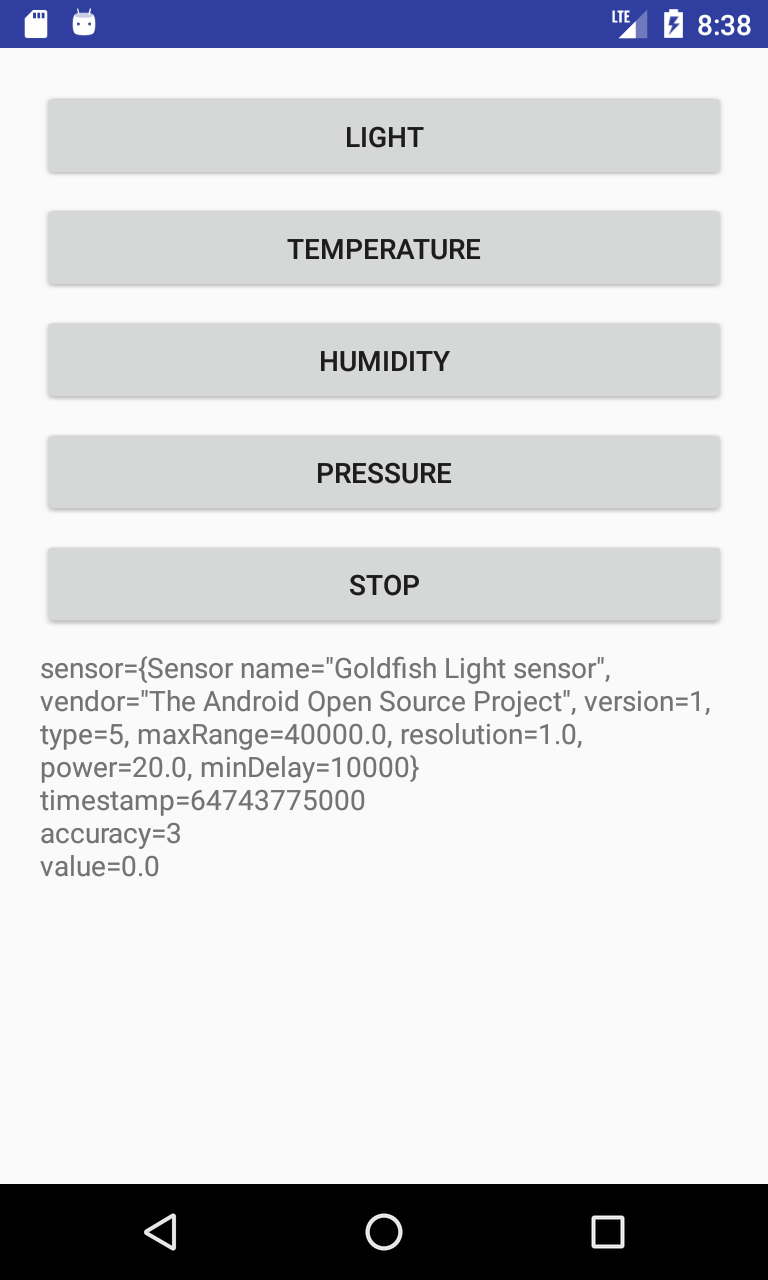 LTE 8:38
LIGHT
TEMPERATURE
HUMIDITY
PRESSURE
STOP
sensor={Sensor name="Goldfish Light sensor",
vendor="The Android Open Source Project", version=1,
type=5, maxRange=40000.0, resolution=1.0,
power=20.0, minDelay=10000}
timestamp=64743775000
accuracy=3
value=0.0